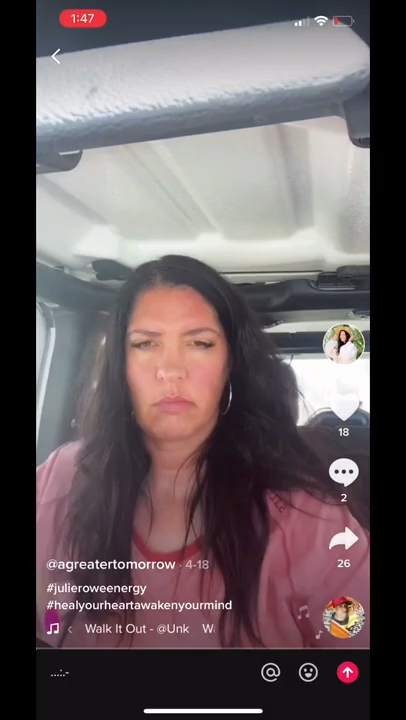 1:47
18
2
26
@agreatertomorrow · 4-18
#julieroweenergy
#healyourheartawakenyourmind
Walk It Out - @Unk W
...:.-